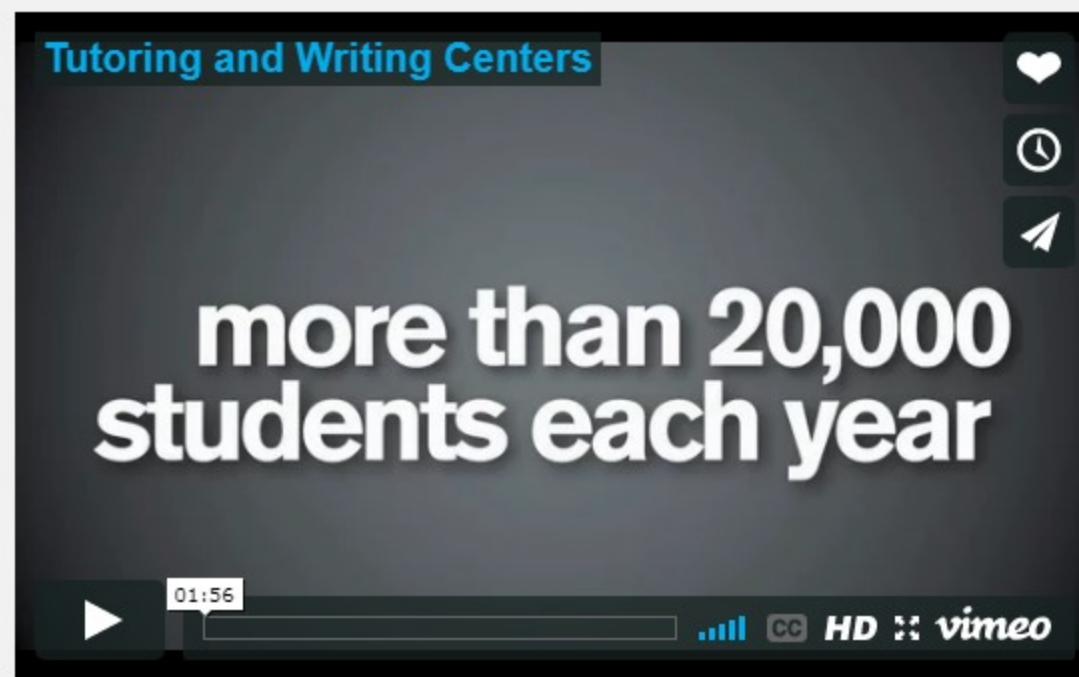 Tutoring and Writing Centers
more than 20,000
students each year
01:56
CC HD vimeo